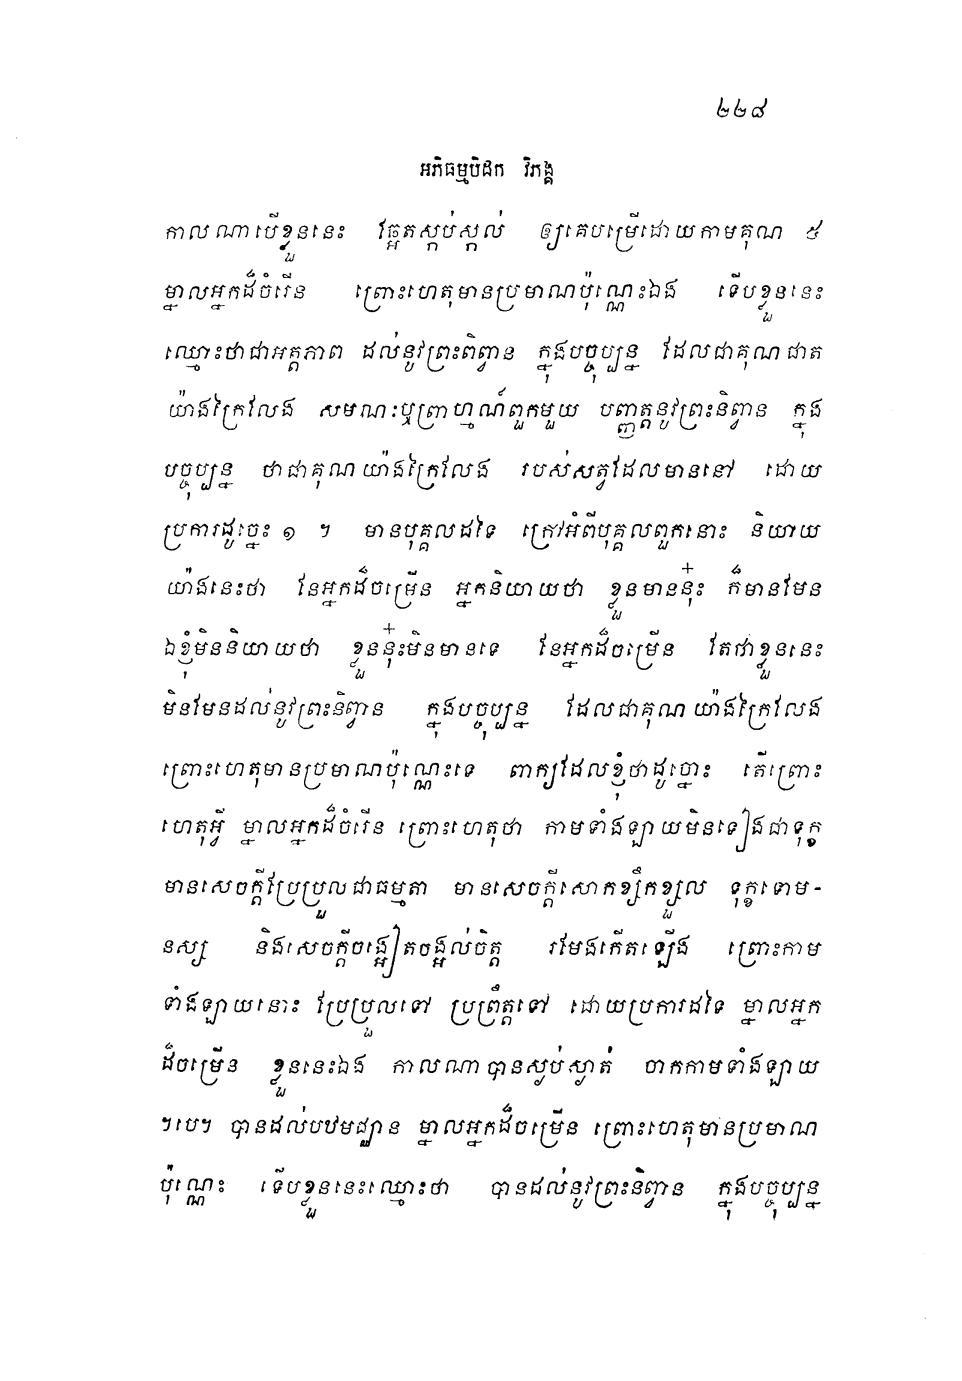 ២២៨
អភិធម្មបិដក វិភង្គ
កាលណាបើខ្លួននេះ ឆ្អែតស្កប់ស្កល់ ឲ្យគេបម្រើដោយកាមគុណ ៥
ម្នាលអ្នកដ៏ចំរើន ព្រោះហេតុមានប្រមាណប៉ុណ្ណេះឯង ទើបខ្លួននេះ
ឈ្មោះថាជាអត្តភាព ដល់នូវព្រះពិព្វាន ក្នុងបច្ចុប្បន្ន ដែលជាគុណជាត
យ៉ាងក្រៃលែង សមណៈឬព្រាហ្មណ៍ពួកមួយ បញ្ញត្តនូវព្រះនិព្វាន ក្នុង
បច្ចុប្បន្ន ថាជាគុណយ៉ាងក្រៃលែង របស់សត្វដែលមាននៅ ដោយ
ប្រការដូច្នេះ ១ ។ មានបុគ្គលដទៃ ក្រៅអំពីបុគ្គលពួកនោះ និយាយ
យ៉ាងនេះថា នែអ្នកដ៏ចម្រើន អ្នកនិយាយថា ខ្លួនមាននុ៎ះ ក៏មានមែន
ឯខ្ញុំមិននិយាយថា ខ្លួននុ៎ះមិនមានទេ នែអ្នកដ៏ចម្រើន តែថាខ្លួននេះ
មិនមែនដល់នូវព្រះនិព្វាន ក្នុងបច្ចុប្បន្ន ដែលជាគុណយ៉ាងក្រៃលែង
ព្រោះហេតុមានប្រមាណប៉ុណ្ណេះទេ ពាក្យដែលខ្ញុំថាដូច្នោះ តើព្រោះ
ហេតុអ្វី ម្នាលអ្នកដ៏ចំរើន ព្រោះហេតុថា កាមទាំងឡាយមិនទៀងជាទុក្ខ
មានសេចក្តីប្រែប្រួលជាធម្មតា មានសេចក្តីសោកខ្សឹកខ្សួល ទុក្ខទោម-
នស្ស និងសេចក្តីចង្អៀតចង្អល់ចិត្ត រមែងកើតឡើង ព្រោះកាម
ទាំងឡាយនោះ ប្រែប្រួលទៅ ប្រព្រឹត្តទៅ ដោយប្រការដទៃ ម្នាលអ្នក
ដ៏ចម្រើន ខ្លួននេះឯង កាលណាបានស្ងប់ស្ងាត់ ចាកកាមទាំងឡាយ
។បេ។ បានដល់បឋមជ្ឈាន ម្នាលអ្នកដ៏ចម្រើន ព្រោះហេតុមានប្រមាណ
ប៉ុណ្ណេះ ទើបខ្លួននេះឈ្មោះថា បានដល់នូវព្រះនិព្វាន ក្នុងបច្ចុប្បន្ន